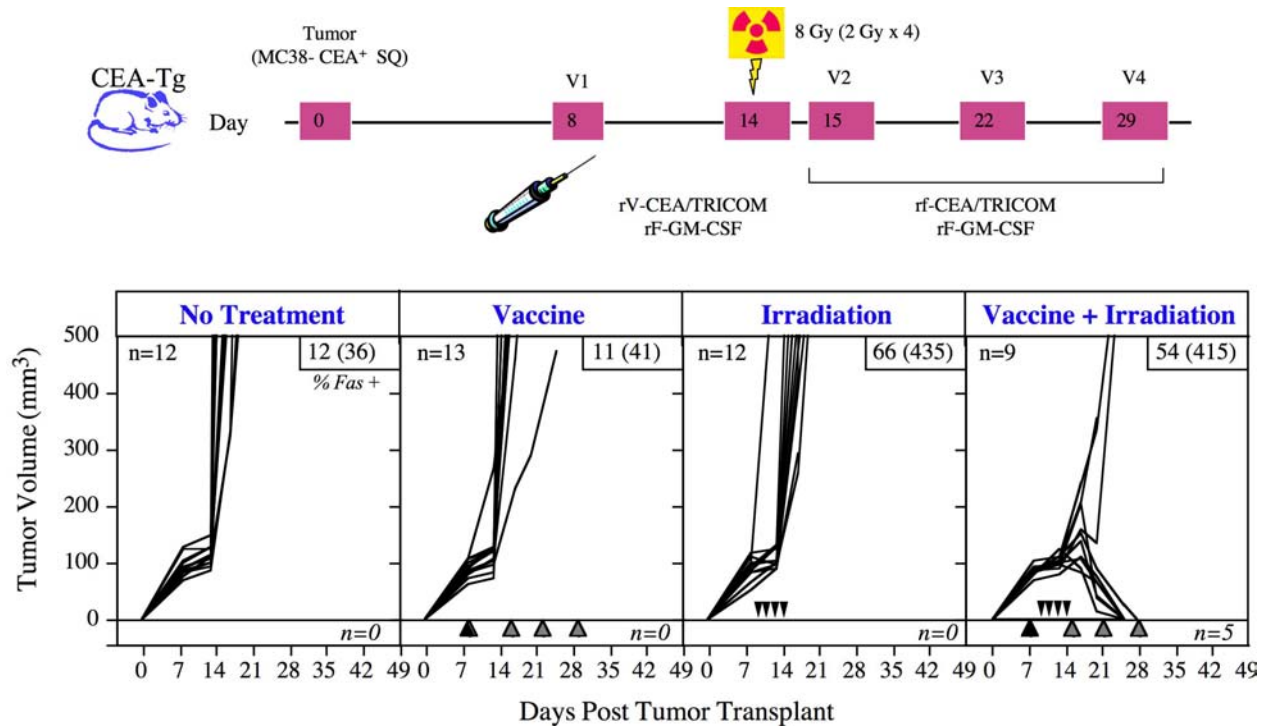 Tumor
(MC38- CEA⁺ SQ)
8 Gy (2 Gy x 4)
CEA-Tg
V1
V2
V3
V4
Day
0
8
14
15
22
29
rV-CEA/TRICOM
rF-GM-CSF
rf-CEA/TRICOM
rF-GM-CSF
No Treatment
Vaccine
Irradiation
Vaccine + Irradiation
Tumor Volume (mm³)
500
400
300
200
100
0
n=12
12 (36)
% Fas +
n=0
n=13
11 (41)
n=0
n=12
66 (435)
n=0
n=9
54 (415)
n=5
0 7 14 21 28 35 42 49
0 7 14 21 28 35 42 49
0 7 14 21 28 35 42 49
0 7 14 21 28 35 42 49
Days Post Tumor Transplant